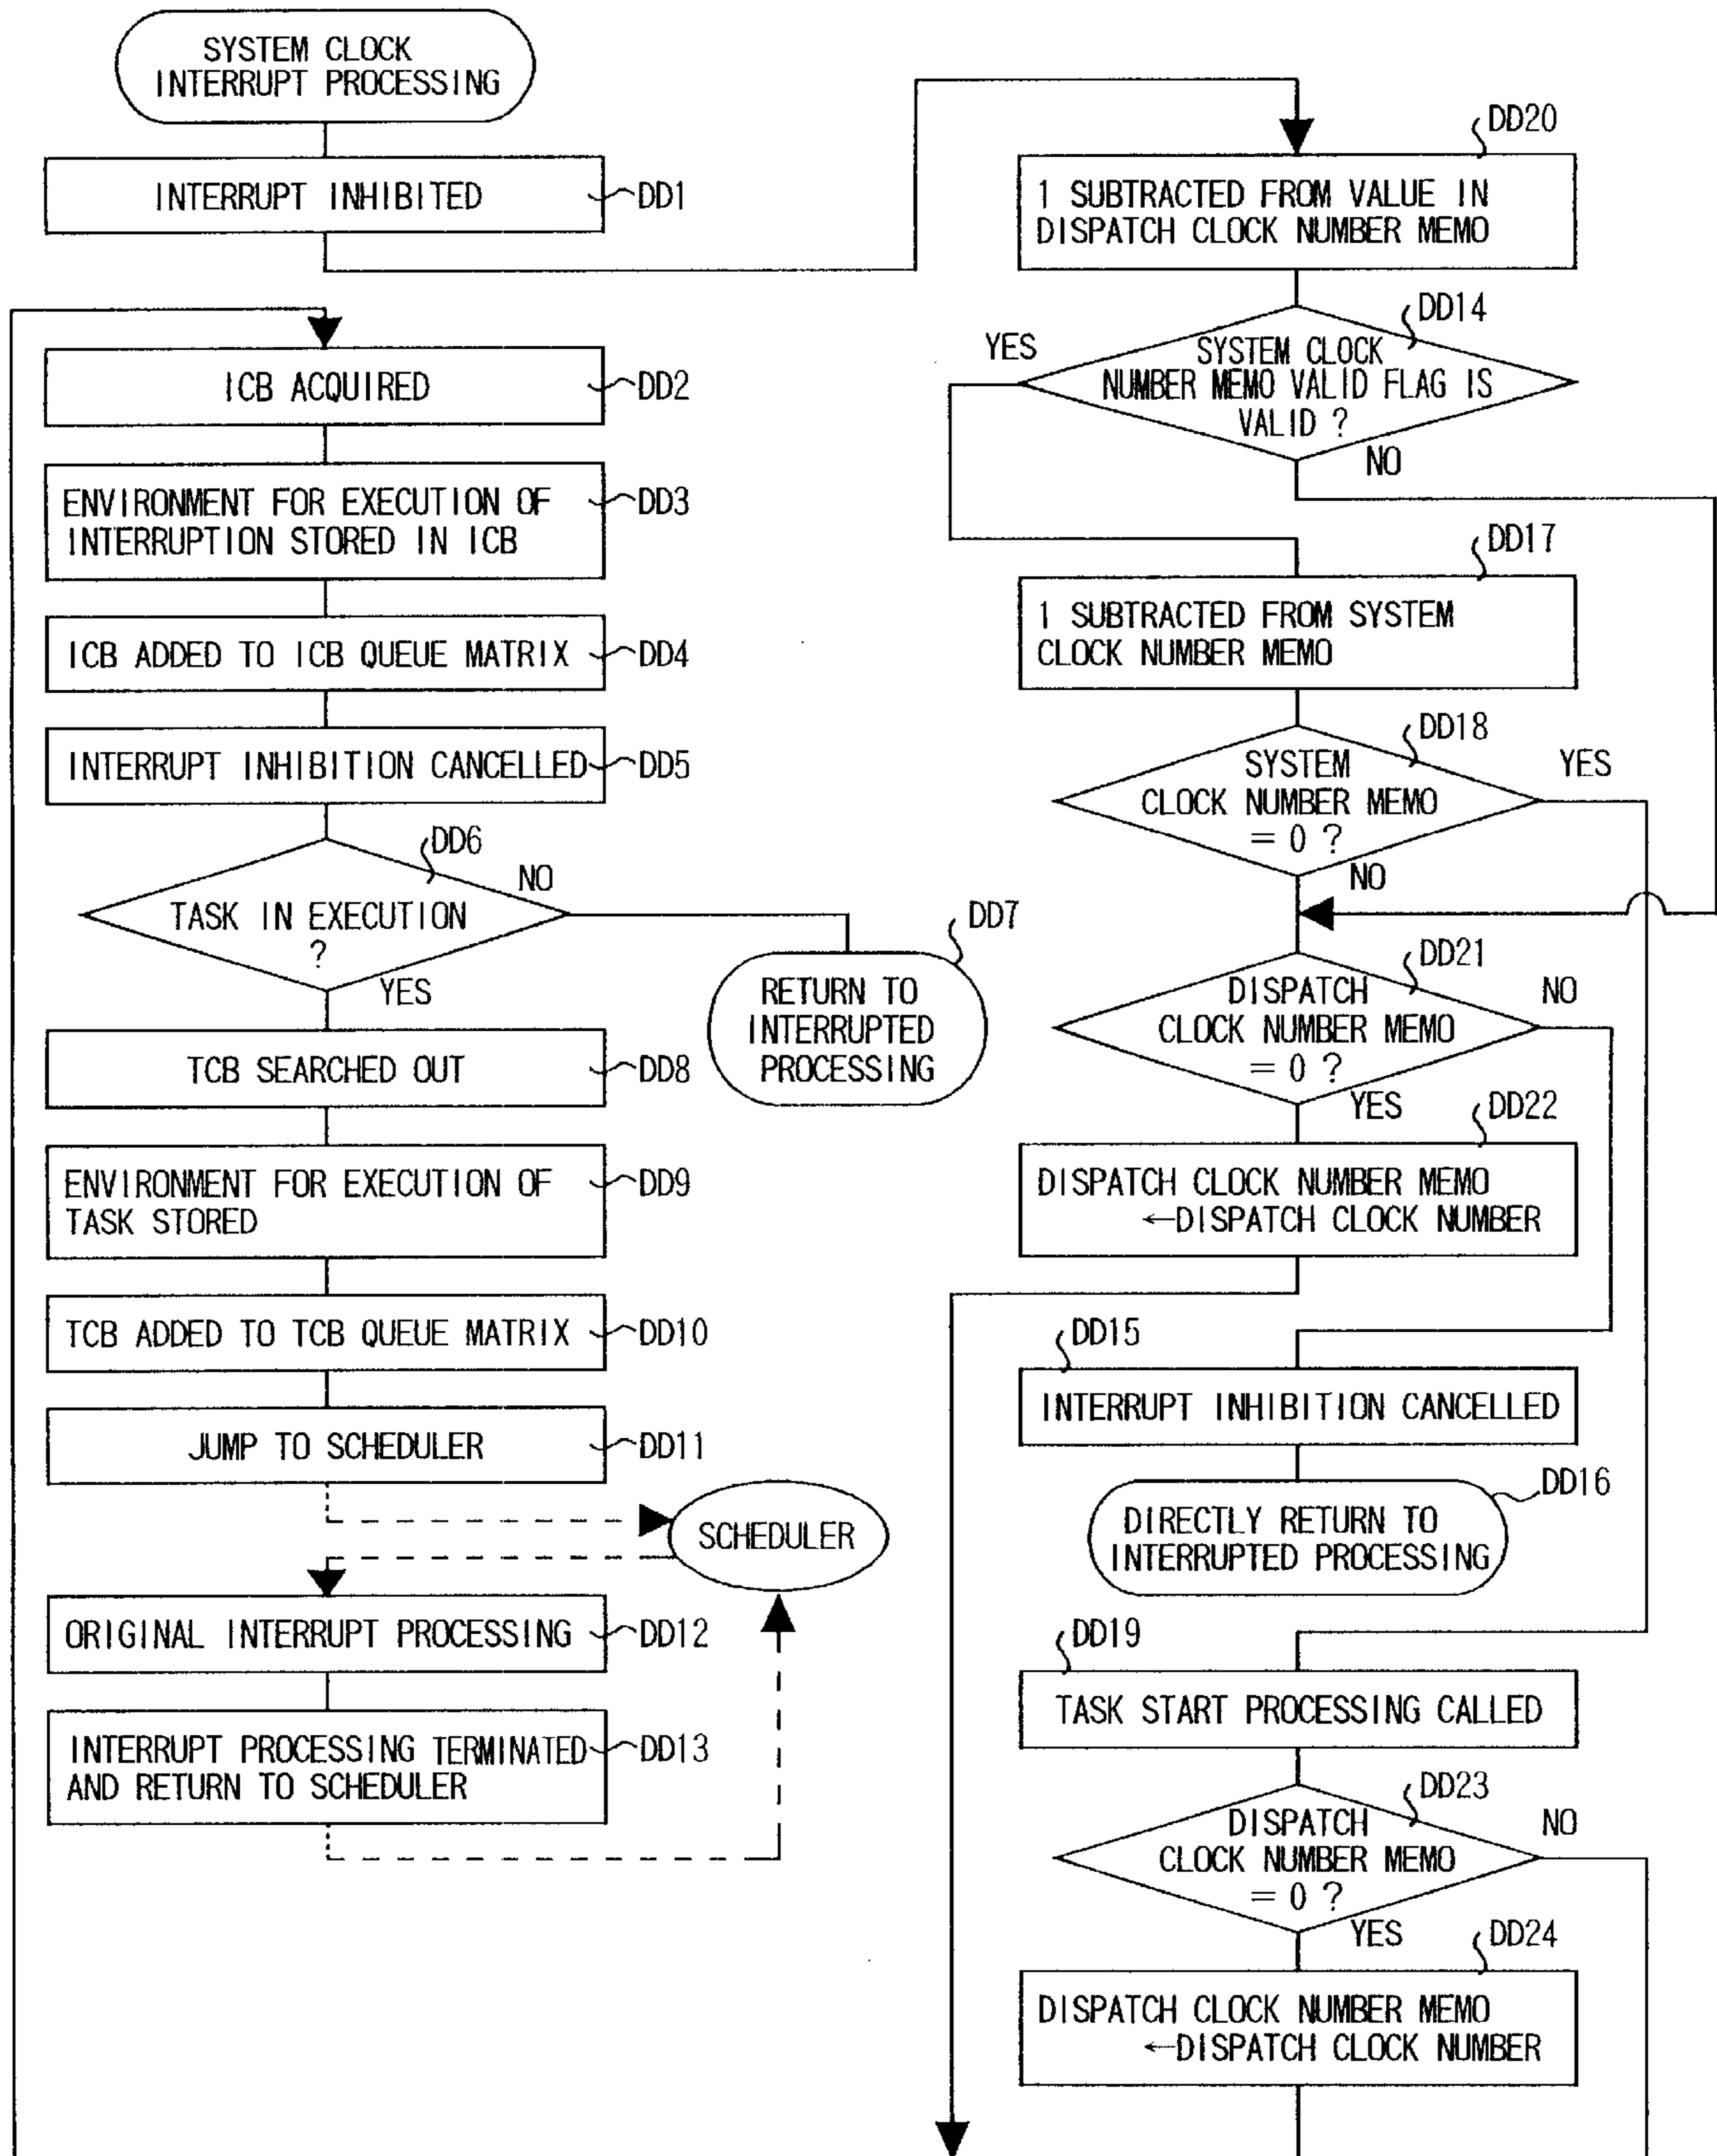 SYSTEM CLOCK
INTERRUPT PROCESSING
INTERRUPT INHIBITED
DD1
ICB ACQUIRED
DD2
ENVIRONMENT FOR EXECUTION OF
INTERRUPTION STORED IN ICB
DD3
ICB ADDED TO ICB QUEUE MATRIX
DD4
INTERRUPT INHIBITION CANCELLED
DD5
DD6
TASK IN EXECUTION
?
NO
YES
DD7
RETURN TO
INTERRUPTED
PROCESSING
TCB SEARCHED OUT
DD8
ENVIRONMENT FOR EXECUTION OF
TASK STORED
DD9
TCB ADDED TO TCB QUEUE MATRIX
DD10
JUMP TO SCHEDULER
DD11
SCHEDULER
ORIGINAL INTERRUPT PROCESSING
DD12
INTERRUPT PROCESSING TERMINATED
AND RETURN TO SCHEDULER
DD13
DD20
1 SUBTRACTED FROM VALUE IN
DISPATCH CLOCK NUMBER MEMO
DD14
YES
SYSTEM CLOCK
NUMBER MEMO VALID FLAG IS
VALID ?
NO
DD17
1 SUBTRACTED FROM SYSTEM
CLOCK NUMBER MEMO
DD18
SYSTEM
CLOCK NUMBER MEMO
= 0 ?
YES
NO
DD21
DISPATCH
CLOCK NUMBER MEMO
= 0 ?
NO
YES
DD22
DISPATCH CLOCK NUMBER MEMO
←DISPATCH CLOCK NUMBER
DD15
INTERRUPT INHIBITION CANCELLED
DD16
DIRECTLY RETURN TO
INTERRUPTED PROCESSING
DD19
TASK START PROCESSING CALLED
DD23
DISPATCH
CLOCK NUMBER MEMO
= 0 ?
NO
YES
DD24
DISPATCH CLOCK NUMBER MEMO
←DISPATCH CLOCK NUMBER